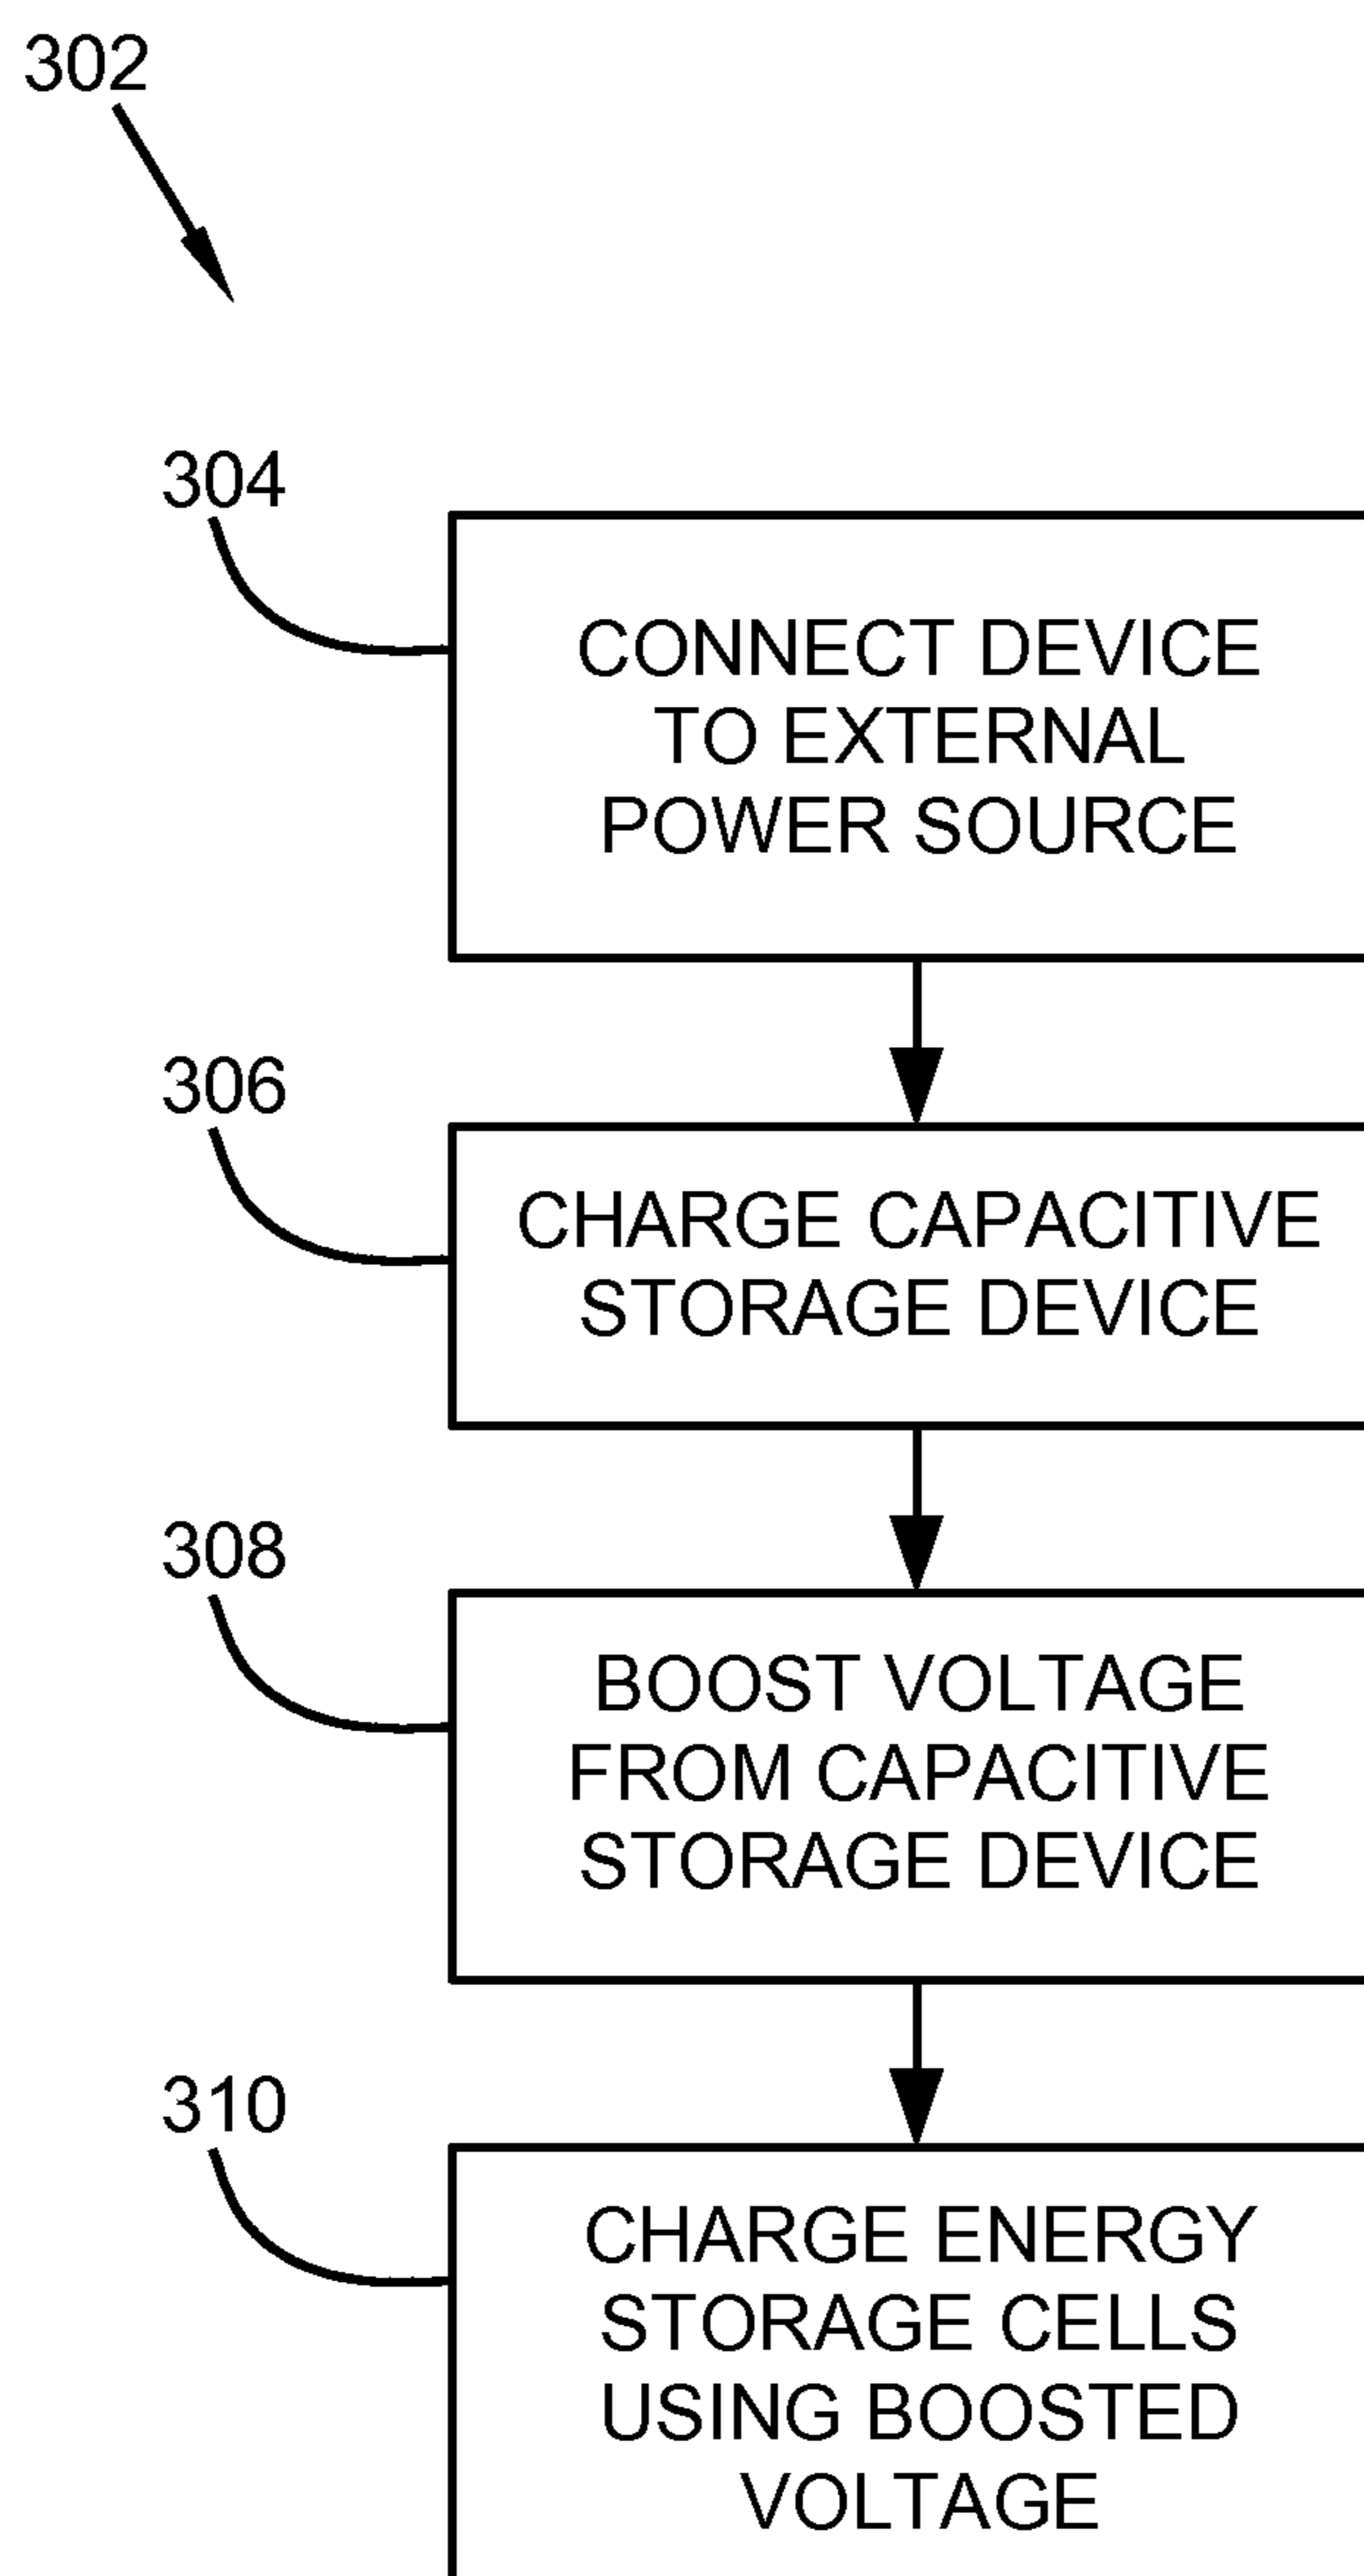 302
304
CONNECT DEVICE
TO EXTERNAL
POWER SOURCE
306
CHARGE CAPACITIVE
STORAGE DEVICE
308
BOOST VOLTAGE
FROM CAPACITIVE
STORAGE DEVICE
310
CHARGE ENERGY
STORAGE CELLS
USING BOOSTED
VOLTAGE